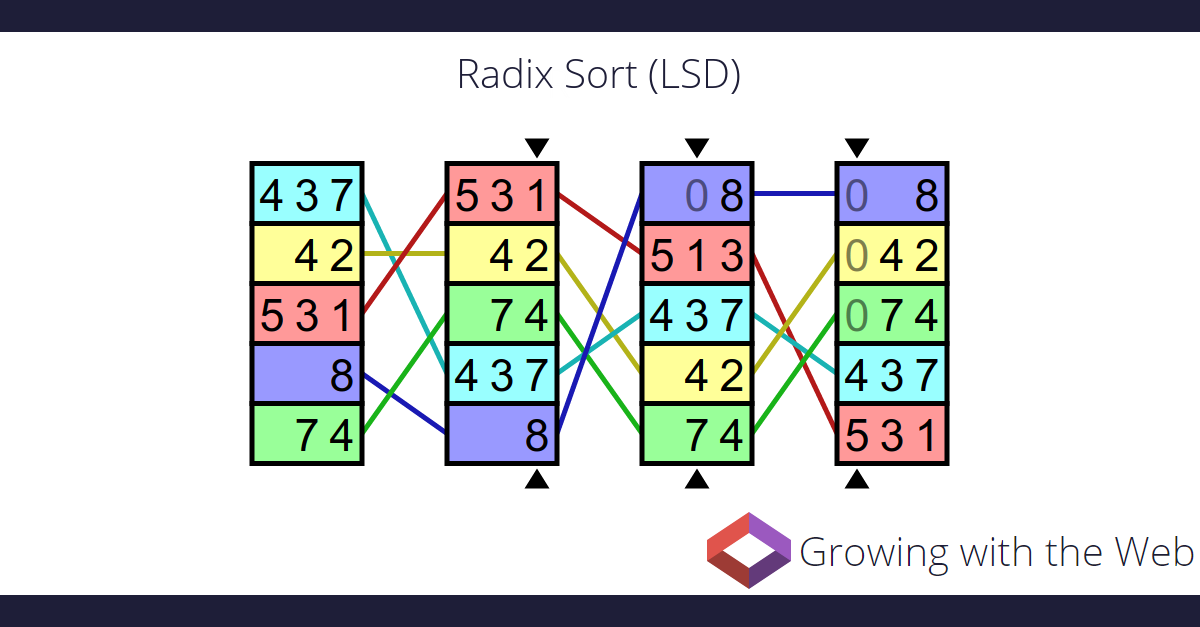 Radix Sort (LSD)
437 531 08 0 8
42 42 513 042
531 74 437 074
8 437 42 437
74 8 74 531
Growing with the Web